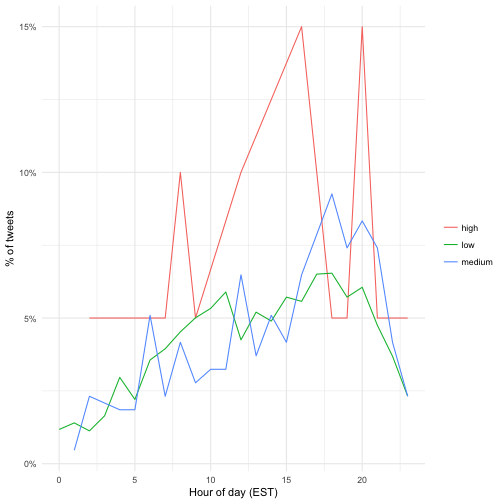 15%
10%
5%
0%
% of tweets
0 5 10 15 20
Hour of day (EST)
high
low
medium